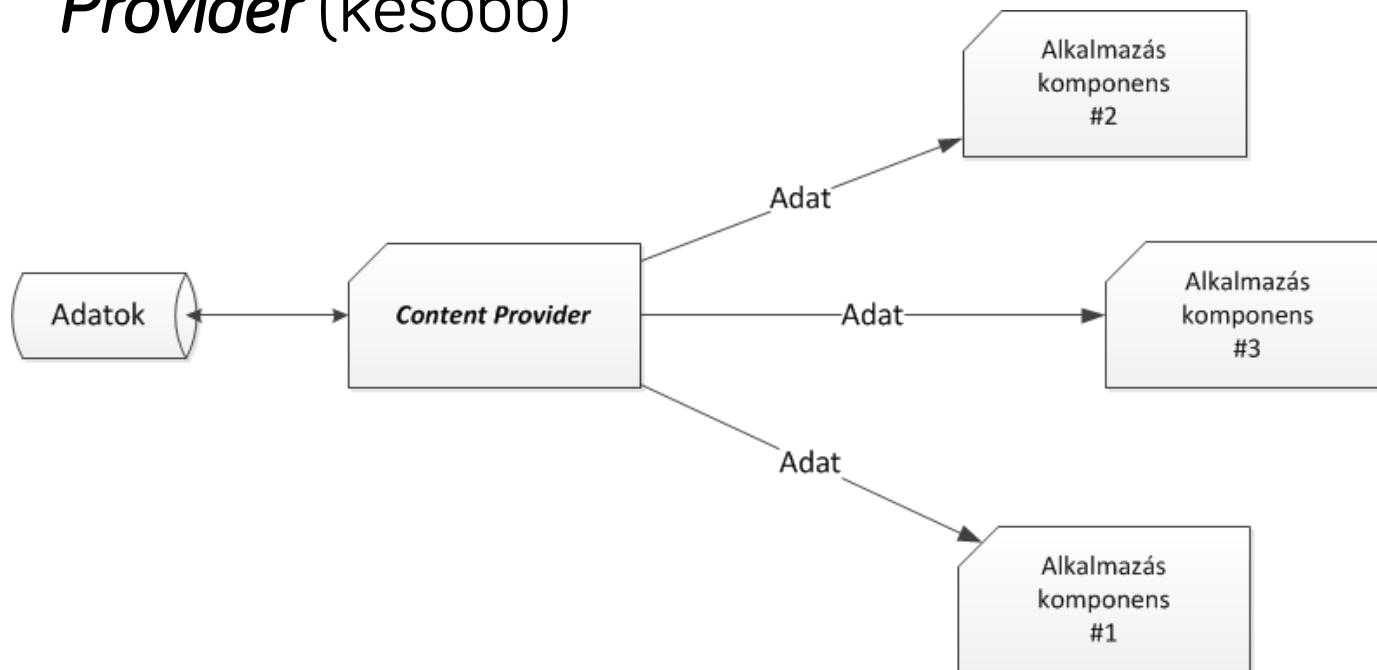 Provider (később)
Alkalmazás
komponens
#2
Adat
Adatok
Content Provider
Adat
Alkalmazás
komponens
#3
Adat
Alkalmazás
komponens
#1